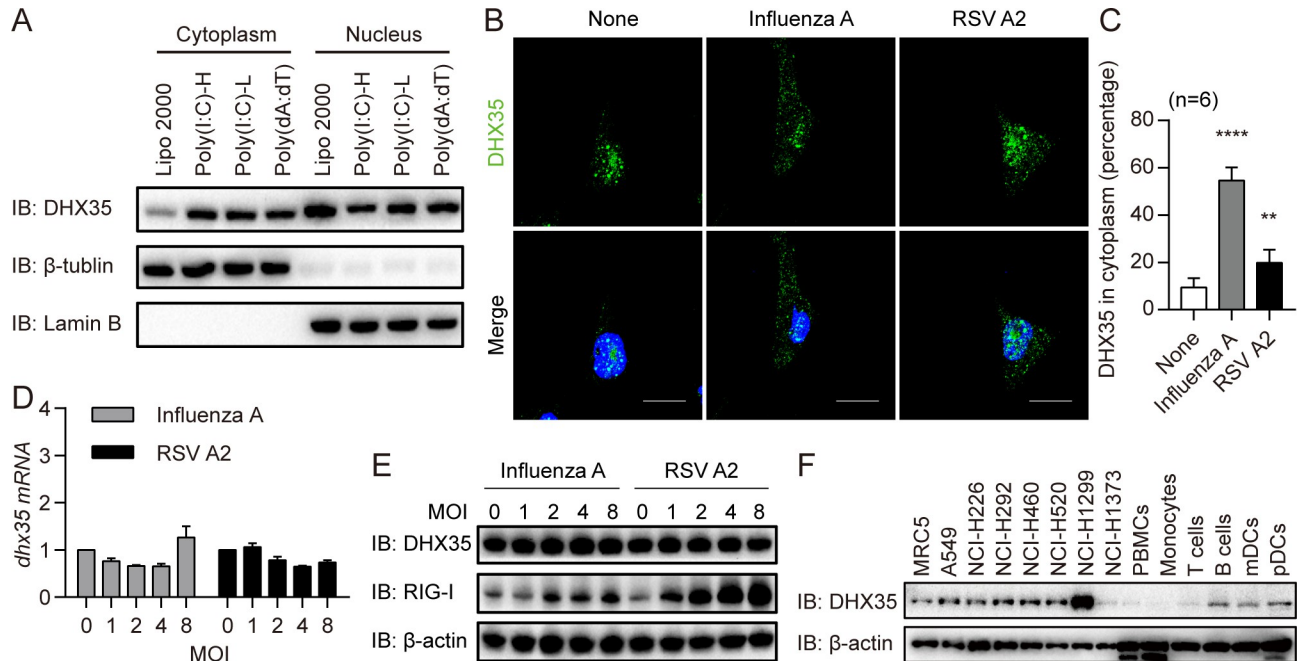 A
Cytoplasm Nucleus
Lipo 2000 Poly(I:C)-H Poly(I:C)-L Poly(dA:dT) Lipo 2000 Poly(I:C)-H Poly(I:C)-L Poly(dA:dT)
IB: DHX35
IB: β-tublin
IB: Lamin B
B
None Influenza A RSV A2
DHX35
Merge
C
(n=6)
DHX35 in cytoplasm (percentage)
80
60
40
20
0
****
**
None Influenza A RSV A2
D
dhx35 mRNA
4
3
2
1
0
Influenza A
RSV A2
0 1 2 4 8 0 1 2 4 8
MOI
E
Influenza A RSV A2
MOI 0 1 2 4 8 0 1 2 4 8
IB: DHX35
IB: RIG-I
IB: β-actin
F
MRC5 A549 NCI-H226 NCI-H292 NCI-H460 NCI-H520 NCI-H1299 NCI-H1373 PBMCs Monocytes T cells B cells mDCs pDCs
IB: DHX35
IB: β-actin